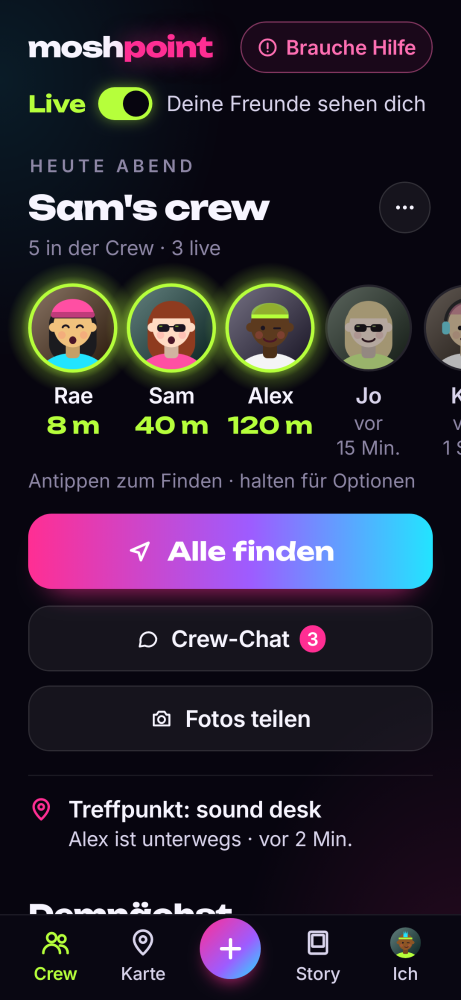 moshpoint
Brauche Hilfe
Live
Deine Freunde sehen dich
HEUTE ABEND
Sam's crew
5 in der Crew · 3 live
Rae
8 m
Sam
40 m
Alex
120 m
Jo
vor
15 Min.
Antippen zum Finden · halten für Optionen
Alle finden
Crew-Chat 3
Fotos teilen
Treffpunkt: sound desk
Alex ist unterwegs · vor 2 Min.
Demnächst
Crew
Karte
Story
Ich